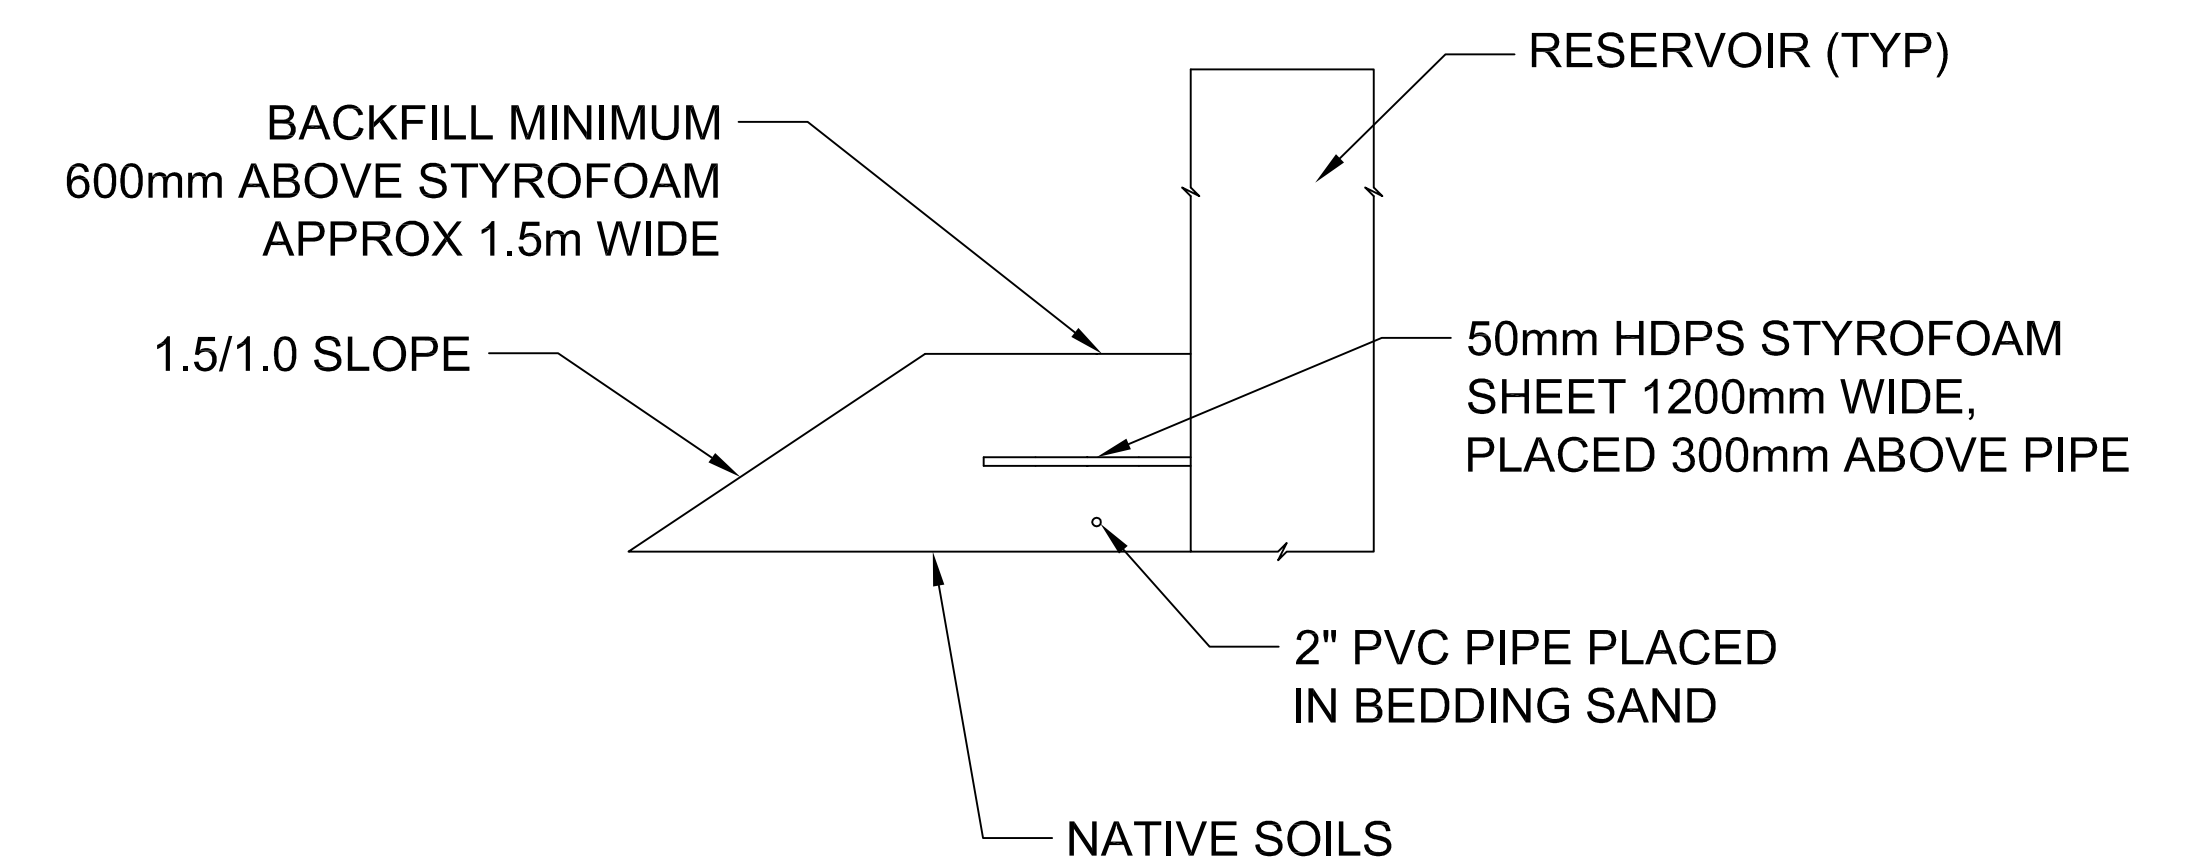 RESERVOIR (TYP)
BACKFILL MINIMUM
600mm ABOVE STYROFOAM
APPROX 1.5m WIDE
1.5/1.0 SLOPE
50mm HDPS STYROFOAM
SHEET 1200mm WIDE,
PLACED 300mm ABOVE PIPE
2" PVC PIPE PLACED
IN BEDDING SAND
NATIVE SOILS